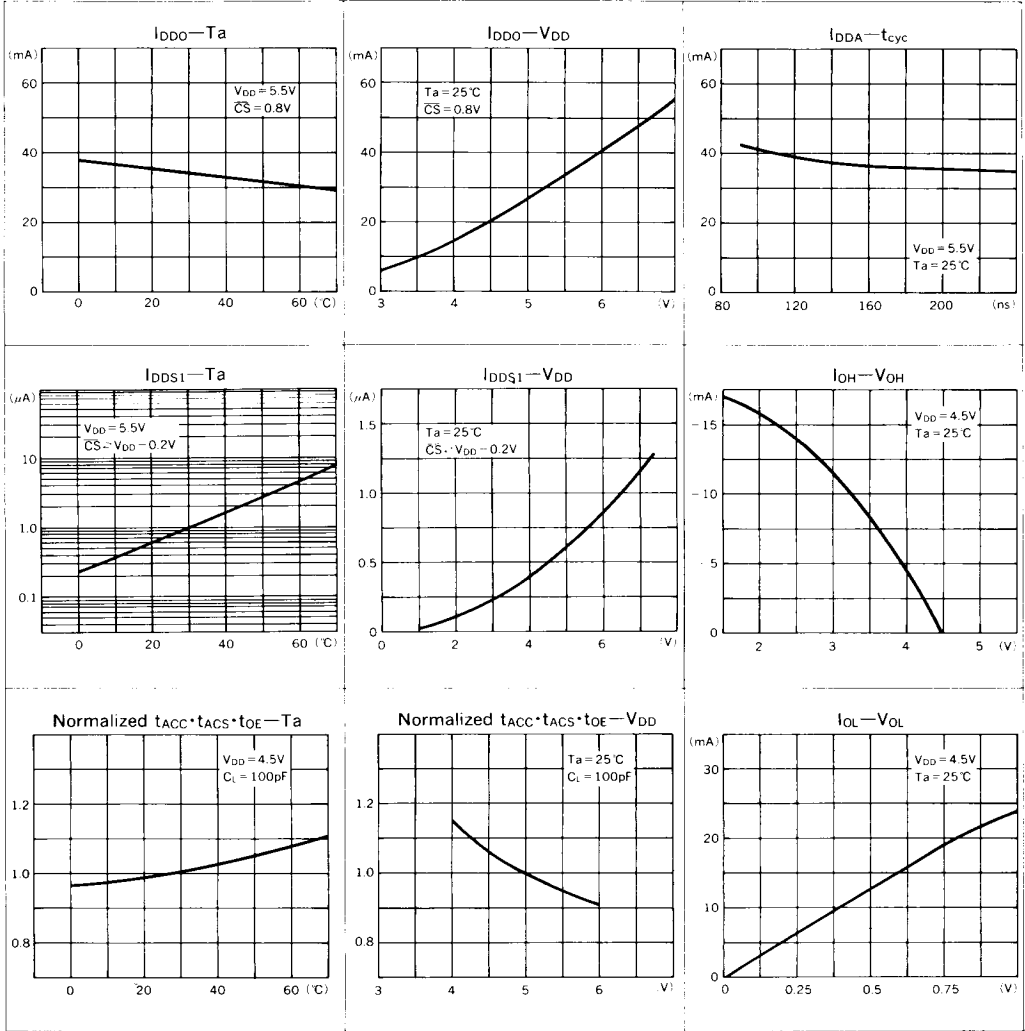 IDDO—Ta
(mA)
60
40
20
0
VDD = 5.5V
CS = 0.8V
0 20 40 60 (℃)
IDDO—VDD
(mA)
60
40
20
0
Ta = 25℃
CS = 0.8V
3 4 5 6 (V)
IDDA—tcyc
(mA)
60
40
20
0
VDD = 5.5V
Ta = 25℃
80 120 160 200 (ns)
IDDS1—Ta
(μA)
10
1.0
0.1
VDD = 5.5V
CS = VDD − 0.2V
0 20 40 60 (℃)
IDDS1—VDD
(μA)
1.5
1.0
0.5
0
Ta = 25℃
CS = VDD − 0.2V
0 2 4 6 (V)
IOH—VOH
(mA)
−15
−10
−5
0
VDD = 4.5V
Ta = 25℃
2 3 4 5 (V)
Normalized tACC・tACS・tOE—Ta
1.2
1.0
0.8
VDD = 4.5V
CL = 100pF
0 20 40 60 (℃)
Normalized tACC・tACS・tOE—VDD
1.2
1.0
0.8
Ta = 25℃
CL = 100pF
3 4 5 6 (V)
IOL—VOL
(mA)
30
20
10
0
VDD = 4.5V
Ta = 25℃
0 0.25 0.5 0.75 (V)